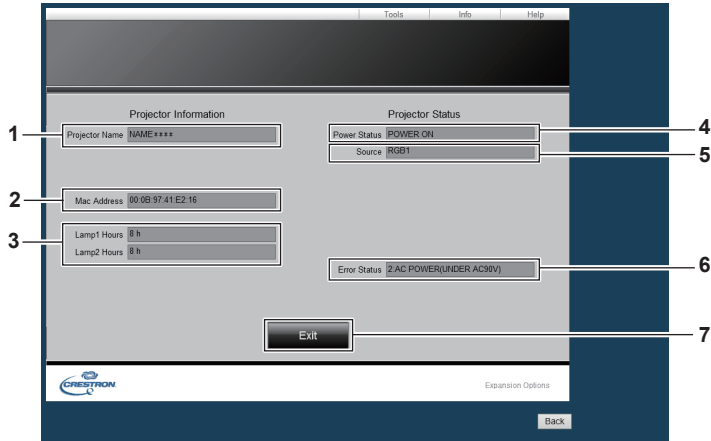 Tools Info Help
Projector Information Projector Status
1 Projector Name NAME**** Power Status POWER ON 4
Source RGB1 5
2 Mac Address 00:0B:97:41:E2:16
3 Lamp1 Hours 8 h
Lamp2 Hours 8 h
Error Status 2:AC POWER(UNDER AC90V) 6
Exit 7
CRESTRON Expansion Options
Back